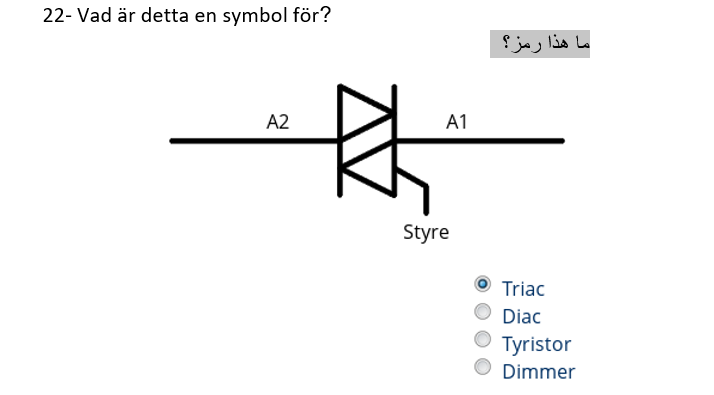 22- Vad är detta en symbol för?
ما هذا رمز؟
A2
A1
Styre
Triac
Diac
Tyristor
Dimmer